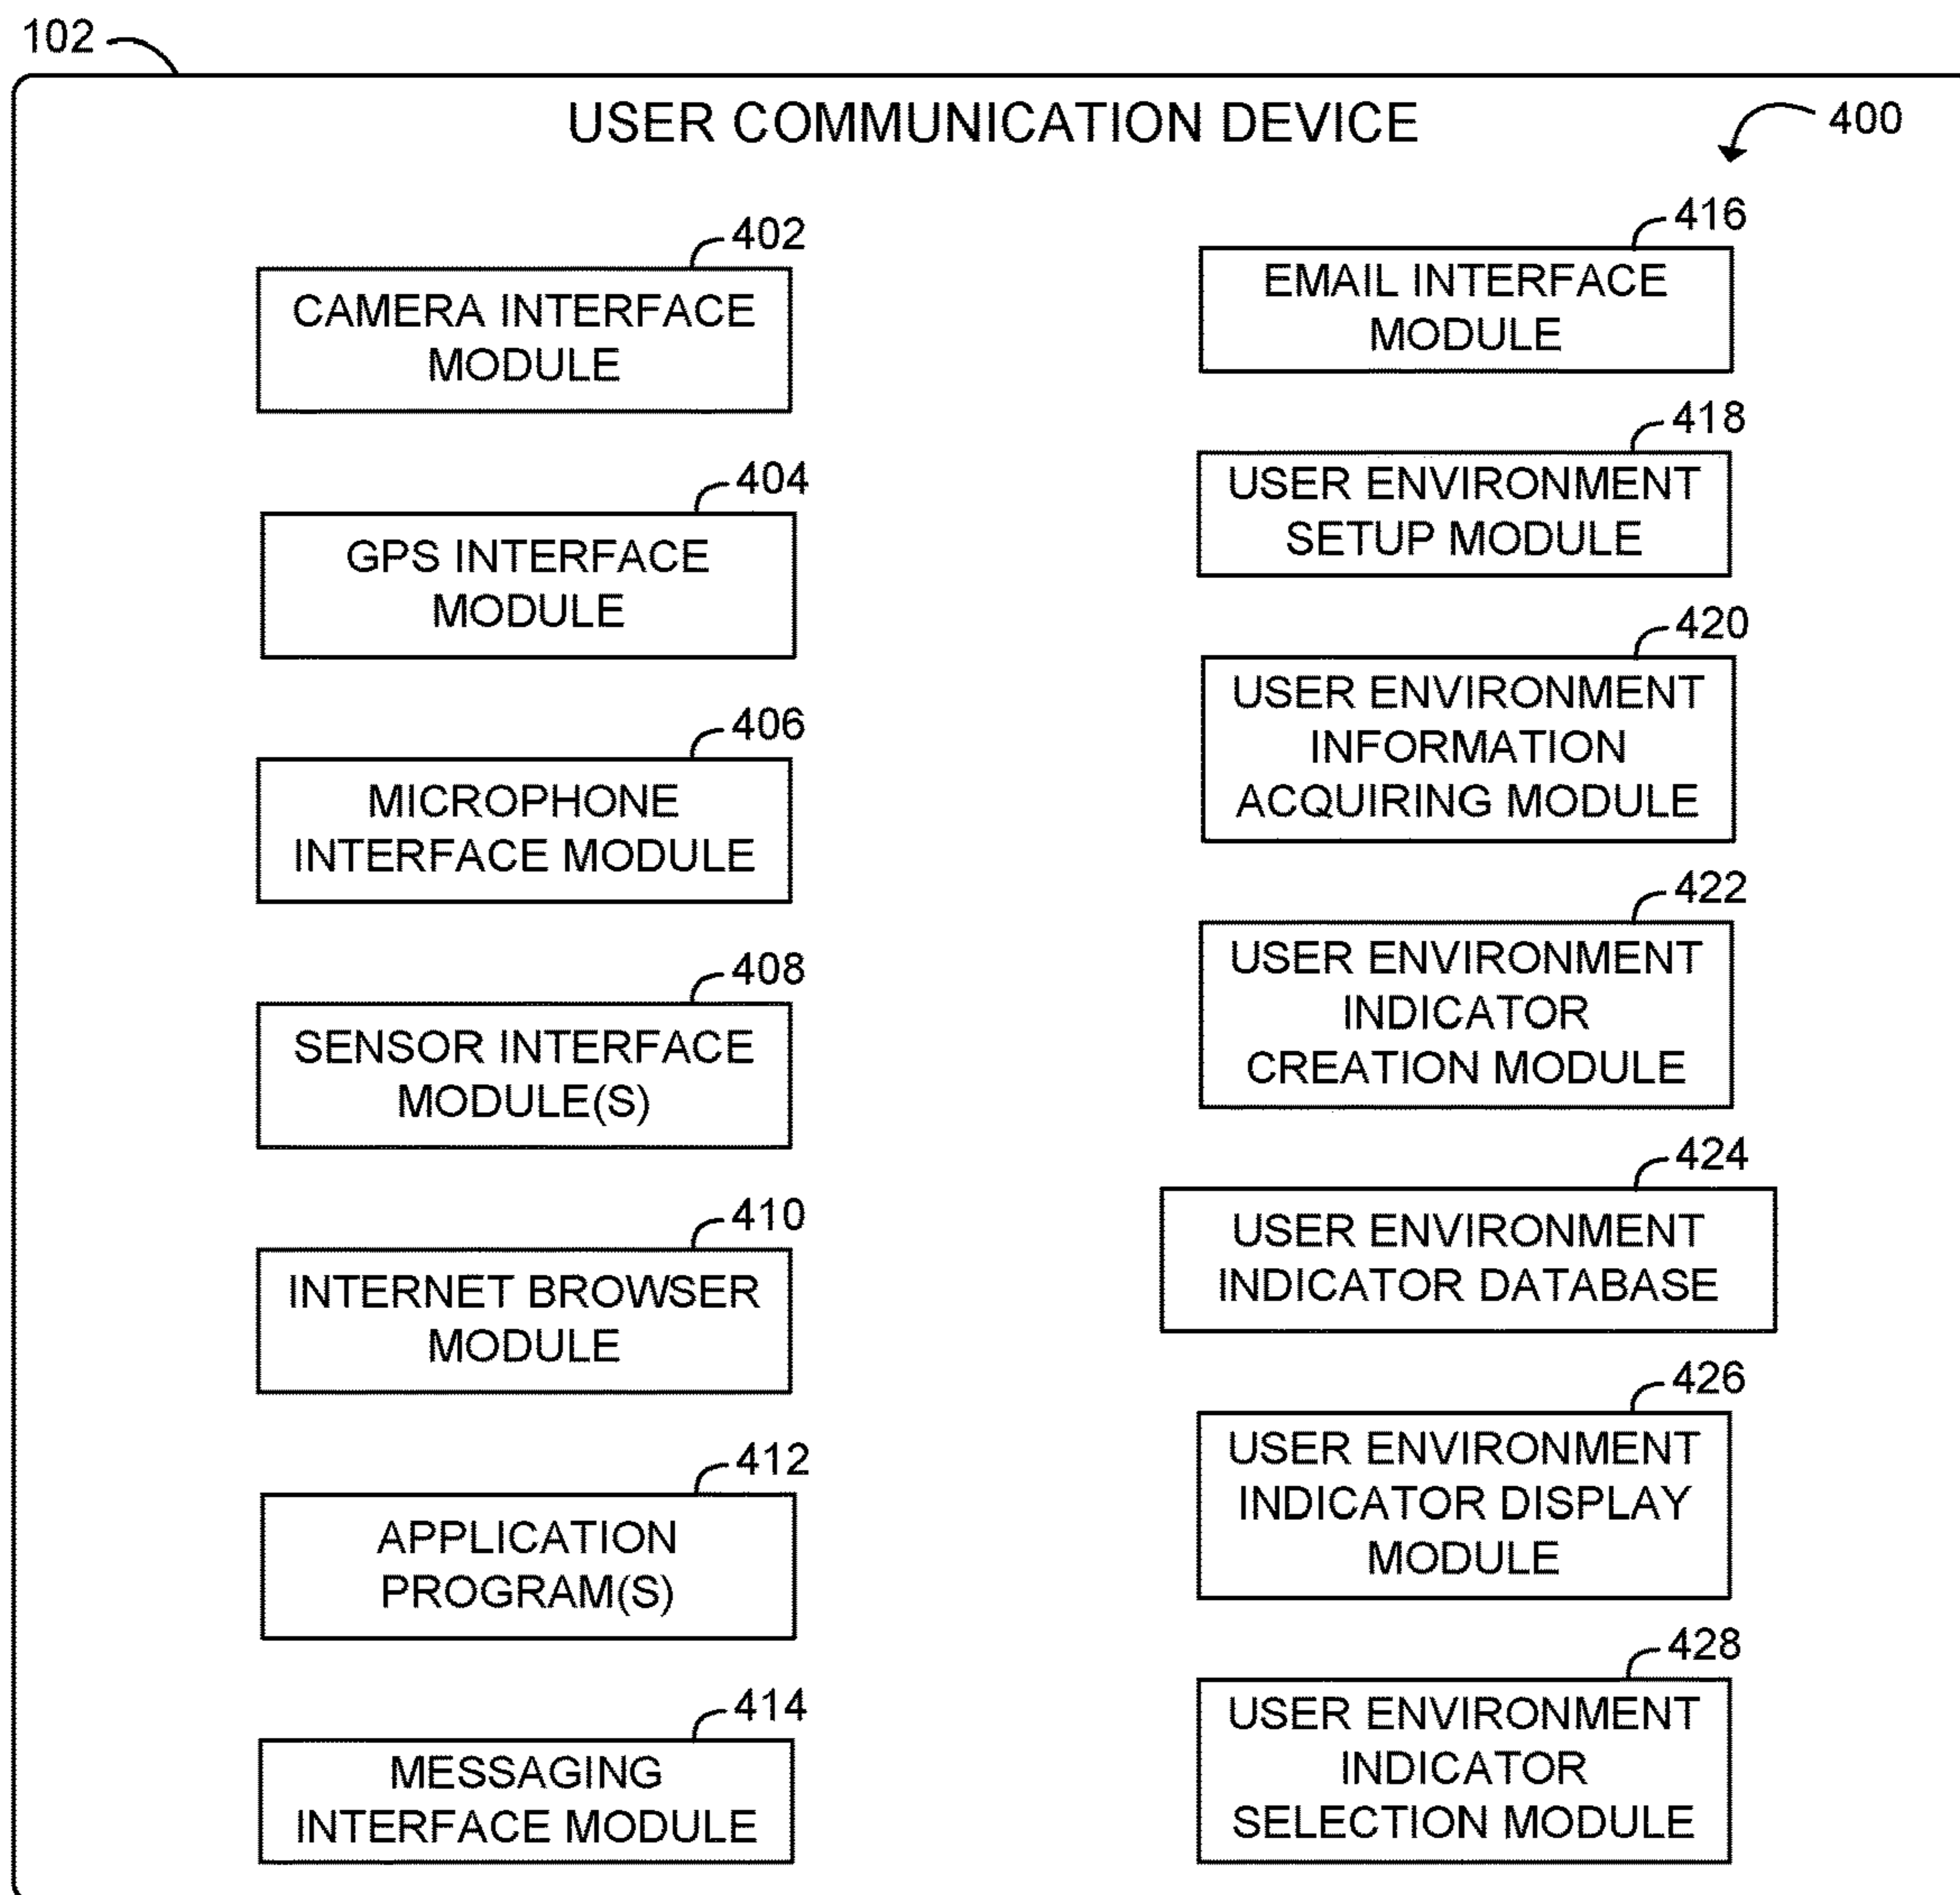 102
USER COMMUNICATION DEVICE
400
402
CAMERA INTERFACE
MODULE
404
GPS INTERFACE
MODULE
406
MICROPHONE
INTERFACE MODULE
408
SENSOR INTERFACE
MODULE(S)
410
INTERNET BROWSER
MODULE
412
APPLICATION
PROGRAM(S)
414
MESSAGING
INTERFACE MODULE
416
EMAIL INTERFACE
MODULE
418
USER ENVIRONMENT
SETUP MODULE
420
USER ENVIRONMENT
INFORMATION
ACQUIRING MODULE
422
USER ENVIRONMENT
INDICATOR
CREATION MODULE
424
USER ENVIRONMENT
INDICATOR DATABASE
426
USER ENVIRONMENT
INDICATOR DISPLAY
MODULE
428
USER ENVIRONMENT
INDICATOR
SELECTION MODULE